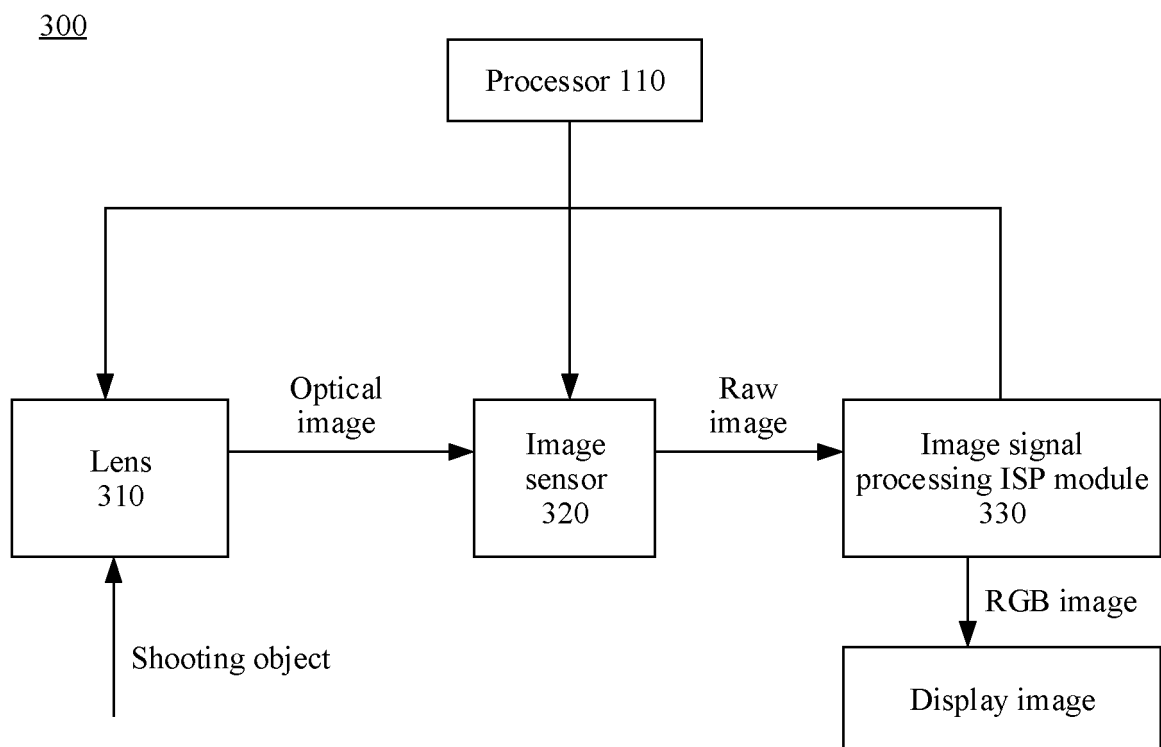 300
Processor 110
Optical
image
Raw
image
Lens
310
Image
sensor
320
Image signal
processing ISP module
330
RGB image
Shooting object
Display image